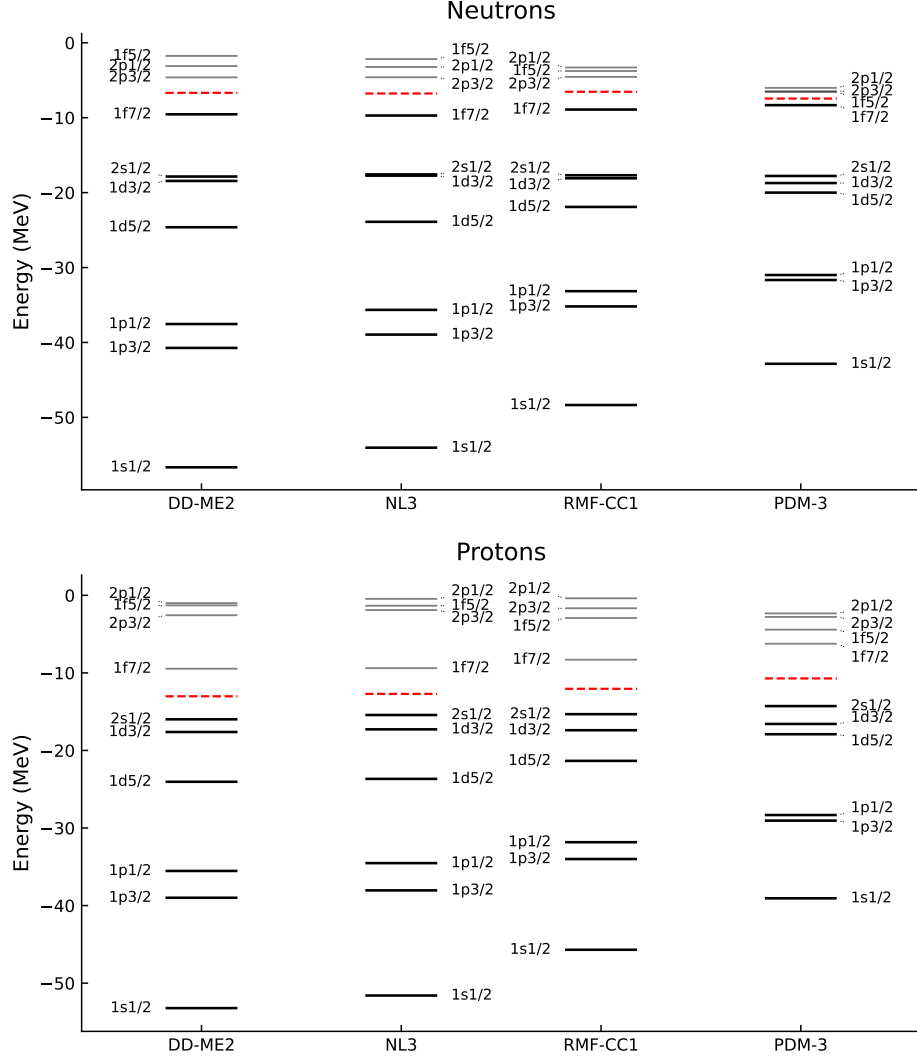 Neutrons
Energy (MeV)
0
−10
−20
−30
−40
−50
1f5/2
2p1/2
2p3/2
1f7/2
2s1/2
1d3/2
1d5/2
1p1/2
1p3/2
1s1/2
1f5/2
2p1/2
2p3/2
1f7/2
2s1/2
1d3/2
1d5/2
1p1/2
1p3/2
1s1/2
2p1/2
1f5/2
2p3/2
1f7/2
2s1/2
1d3/2
1d5/2
1p1/2
1p3/2
1s1/2
2p1/2
2p3/2
1f5/2
1f7/2
2s1/2
1d3/2
1d5/2
1p1/2
1p3/2
1s1/2
DD-ME2 NL3 RMF-CC1 PDM-3
Protons
Energy (MeV)
0
−10
−20
−30
−40
−50
2p1/2
1f5/2
2p3/2
1f7/2
2s1/2
1d3/2
1d5/2
1p1/2
1p3/2
1s1/2
2p1/2
1f5/2
2p3/2
1f7/2
2s1/2
1d3/2
1d5/2
1p1/2
1p3/2
1s1/2
2p1/2
2p3/2
1f5/2
1f7/2
2s1/2
1d3/2
1d5/2
1p1/2
1p3/2
1s1/2
2p1/2
2p3/2
1f5/2
1f7/2
2s1/2
1d3/2
1d5/2
1p1/2
1p3/2
1s1/2
DD-ME2 NL3 RMF-CC1 PDM-3